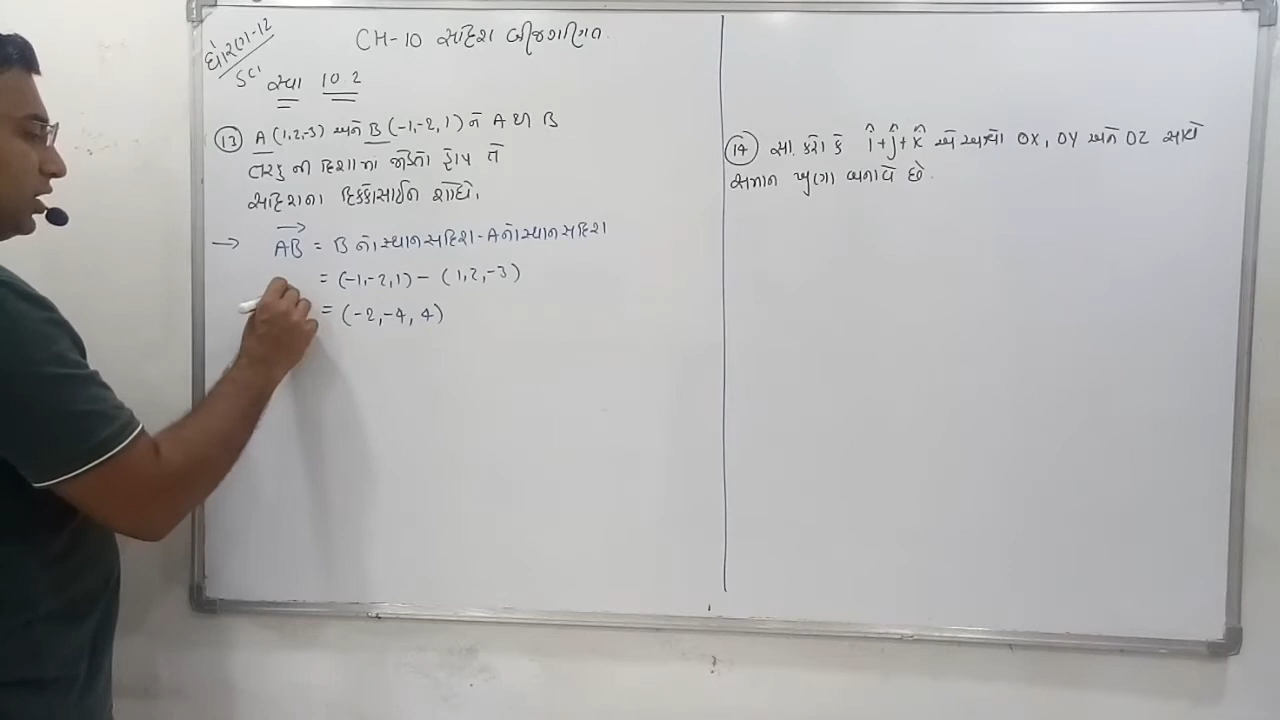 ધોરણ-12
Sci
CH-10 સદિશ બીજગણિત.
સ્વા 10.2
(13) A (1,2,-3) અને B (-1,-2,1) ને A થી B
તરફ ની દિશામાં જોડતો હોય તે
સદિશના દિકકોસાઈન શોધો.
→ AB = B નો સ્થાનસદિશ - A નો સ્થાનસદિશ
= (-1,-2,1) - (1,2,-3)
= (-2,-4, 4)
(14) સા. કરો કે î+ĵ+k̂ એ અક્ષો OX, OY અને OZ સાથે
સમાન ખુણા બનાવે છે.